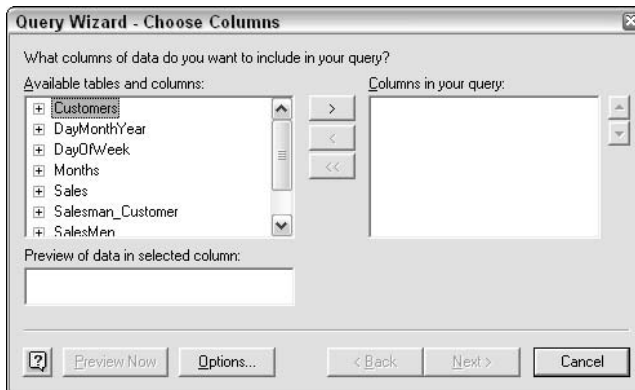 Query Wizard - Choose Columns
What columns of data do you want to include in your query?
Available tables and columns:
Columns in your query:
Customers
DayMonthYear
DayOfWeek
Months
Sales
Salesman_Customer
SalesMen
>
<
<<
Preview of data in selected column:
?
Preview Now
Options...
< Back
Next >
Cancel